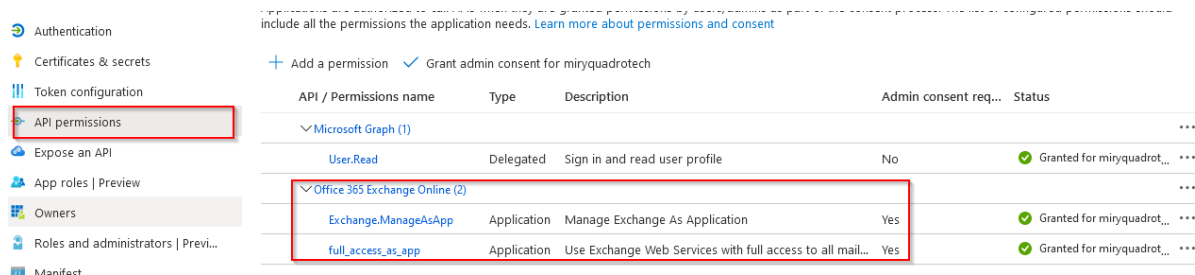 include all the permissions the application needs. Learn more about permissions and consent
Authentication
Certificates & secrets
Token configuration
API permissions
Expose an API
App roles | Preview
Owners
Roles and administrators | Previ...
Manifest
Add a permission Grant admin consent for miryquadrotech
API / Permissions name Type Description Admin consent req... Status
Microsoft Graph (1)
User.Read Delegated Sign in and read user profile No Granted for miryquadrot...
Office 365 Exchange Online (2)
Exchange.ManageAsApp Application Manage Exchange As Application Yes Granted for miryquadrot...
full_access_as_app Application Use Exchange Web Services with full access to all mail... Yes Granted for miryquadrot...